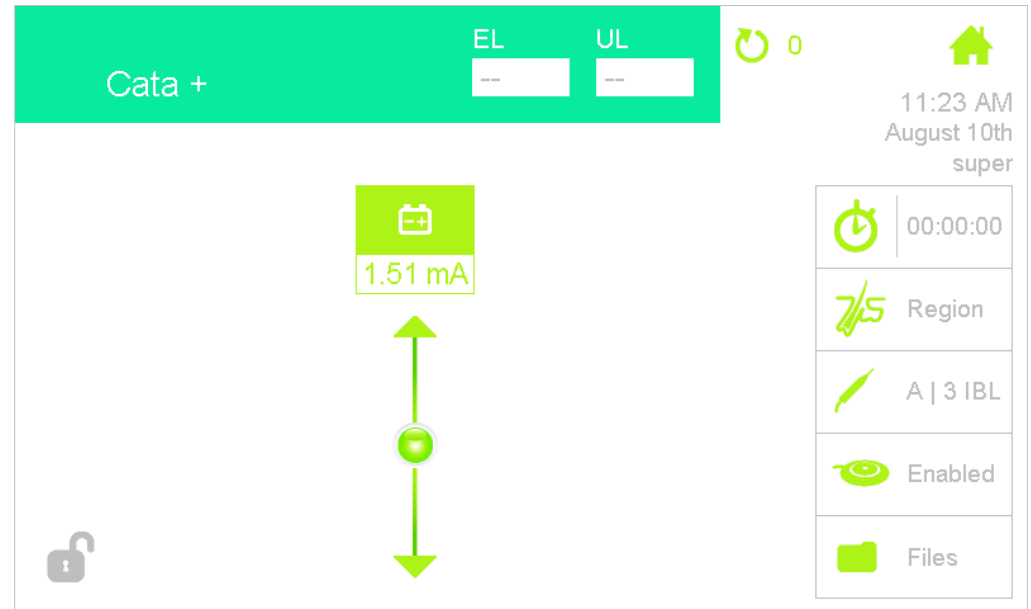 EL UL
-- --
Cata +
0
11:23 AM
August 10th
super
1.51 mA
00:00:00
Region
A | 3 IBL
Enabled
Files